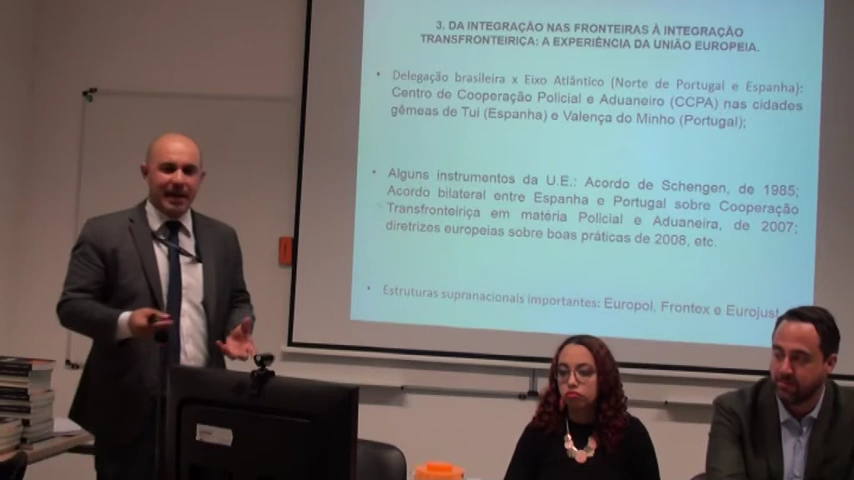 3. DA INTEGRAÇÃO NAS FRONTEIRAS À INTEGRAÇÃO
TRANSFRONTEIRIÇA: A EXPERIÊNCIA DA UNIÃO EUROPEIA.
• Delegação brasileira x Eixo Atlântico (Norte de Portugal e Espanha):
Centro de Cooperação Policial e Aduaneiro (CCPA) nas cidades
gêmeas de Tui (Espanha) e Valença do Minho (Portugal);
• Alguns instrumentos da U.E.: Acordo de Schengen, de 1985;
Acordo bilateral entre Espanha e Portugal sobre Cooperação
Transfronteiriça em matéria Policial e Aduaneira, de 2007;
diretrizes europeias sobre boas práticas de 2008, etc.
• Estruturas supranacionais importantes: Europol, Frontex e Eurojust.